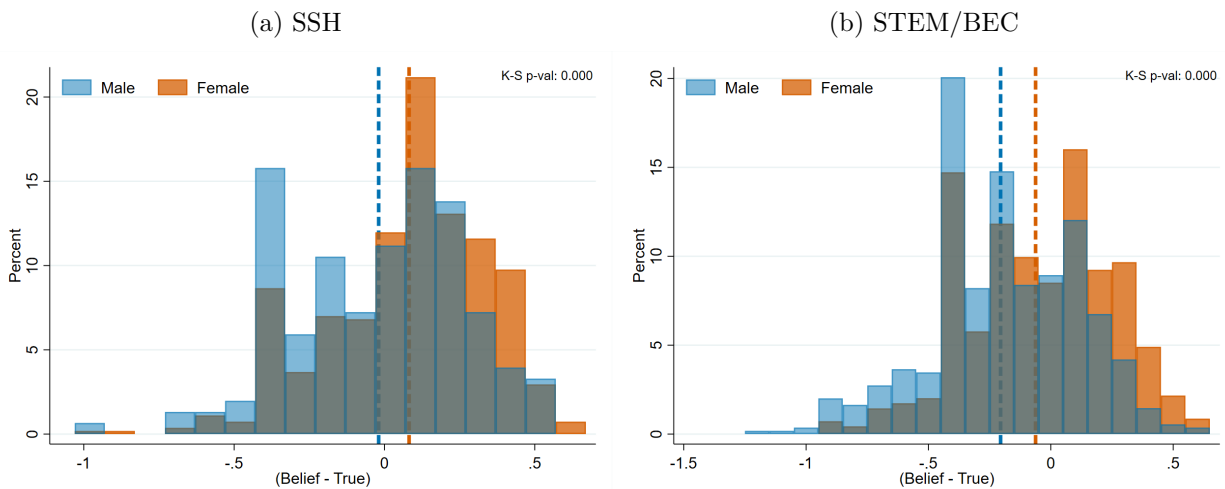 (a) SSH
K-S p-val: 0.000
Male Female
Percent
20
15
10
5
0
-1 -.5 0 .5
(Belief - True)
(b) STEM/BEC
K-S p-val: 0.000
Male Female
Percent
20
15
10
5
0
-1.5 -1 -.5 0 .5
(Belief - True)